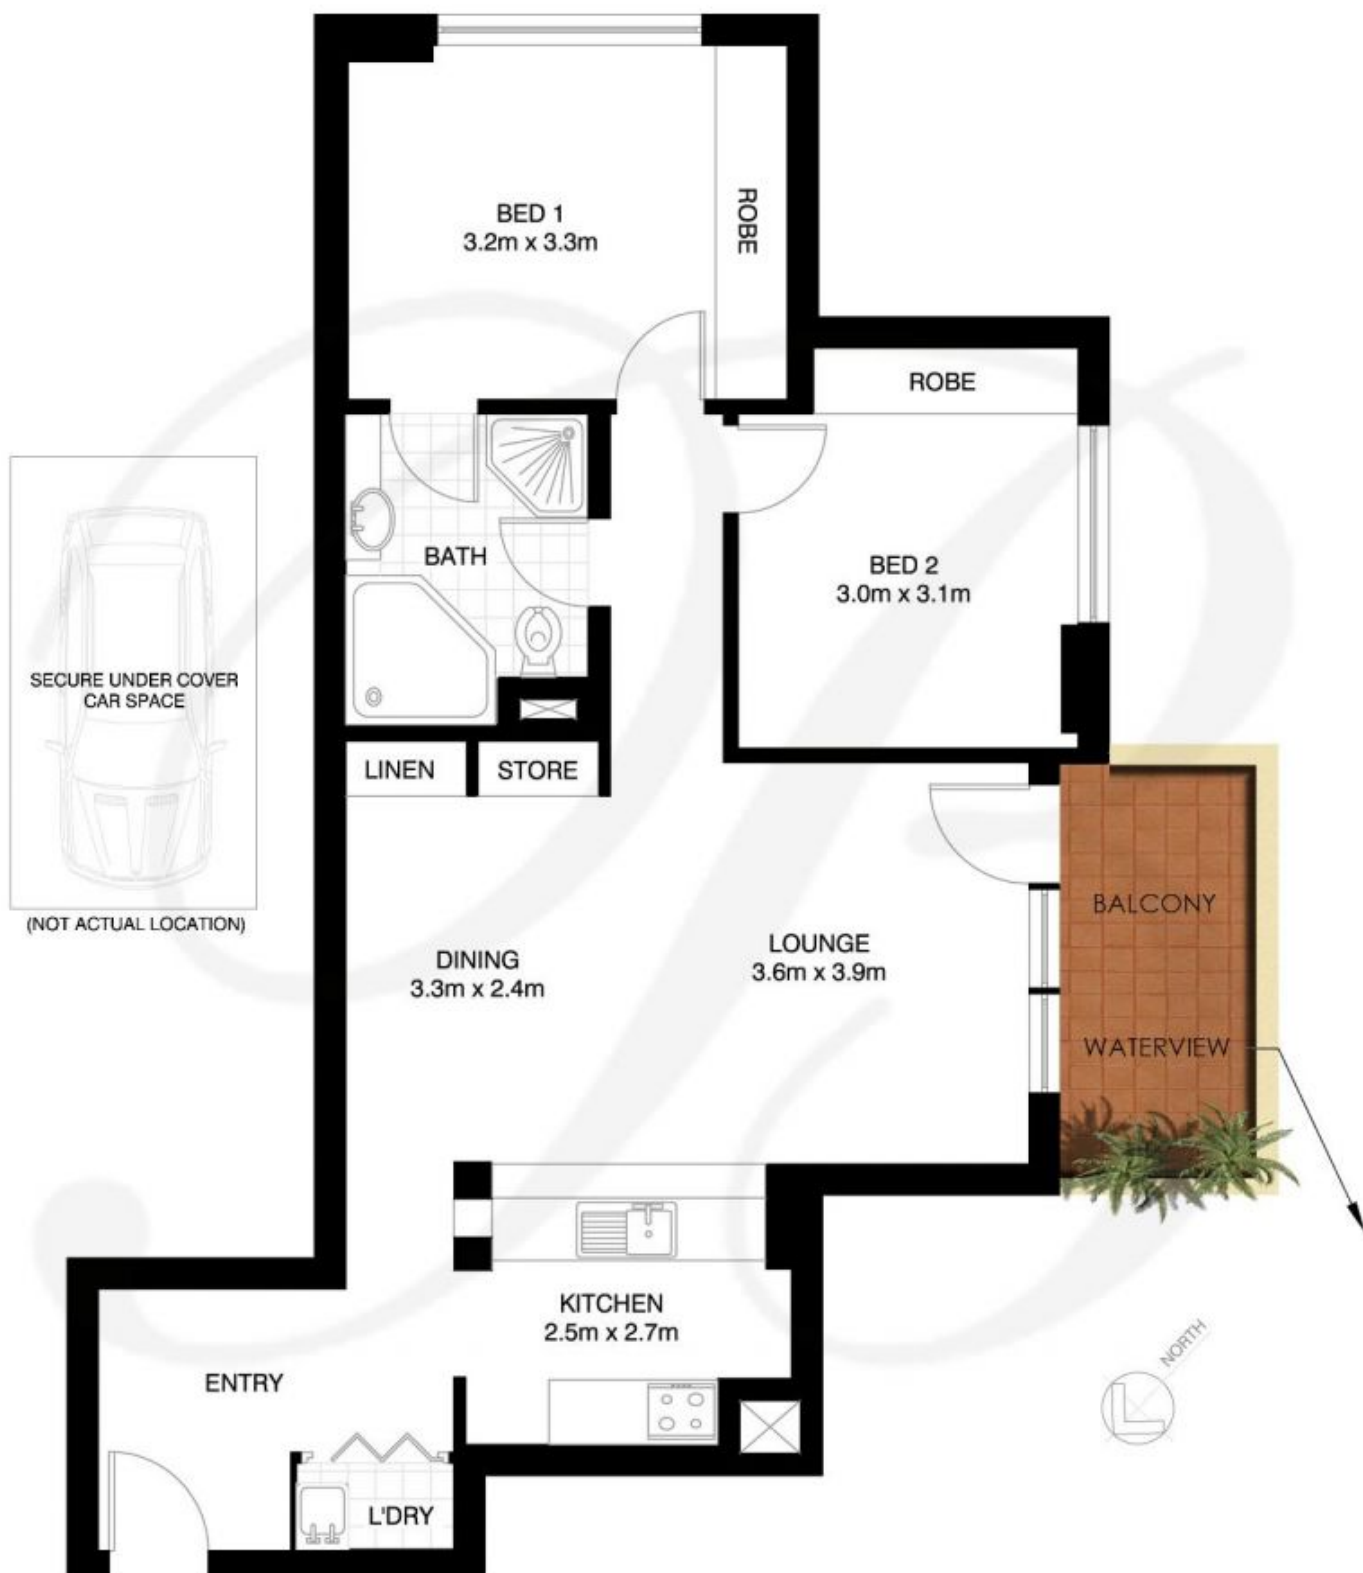 BED 1
3.2m x 3.3m
ROBE
ROBE
BED 2
3.0m x 3.1m
BATH
SECURE UNDER COVER
CAR SPACE
(NOT ACTUAL LOCATION)
LINEN
STORE
BALCONY
LOUNGE
3.6m x 3.9m
DINING
3.3m x 2.4m
WATERVIEW
KITCHEN
2.5m x 2.7m
NORTH
ENTRY
L'DRY